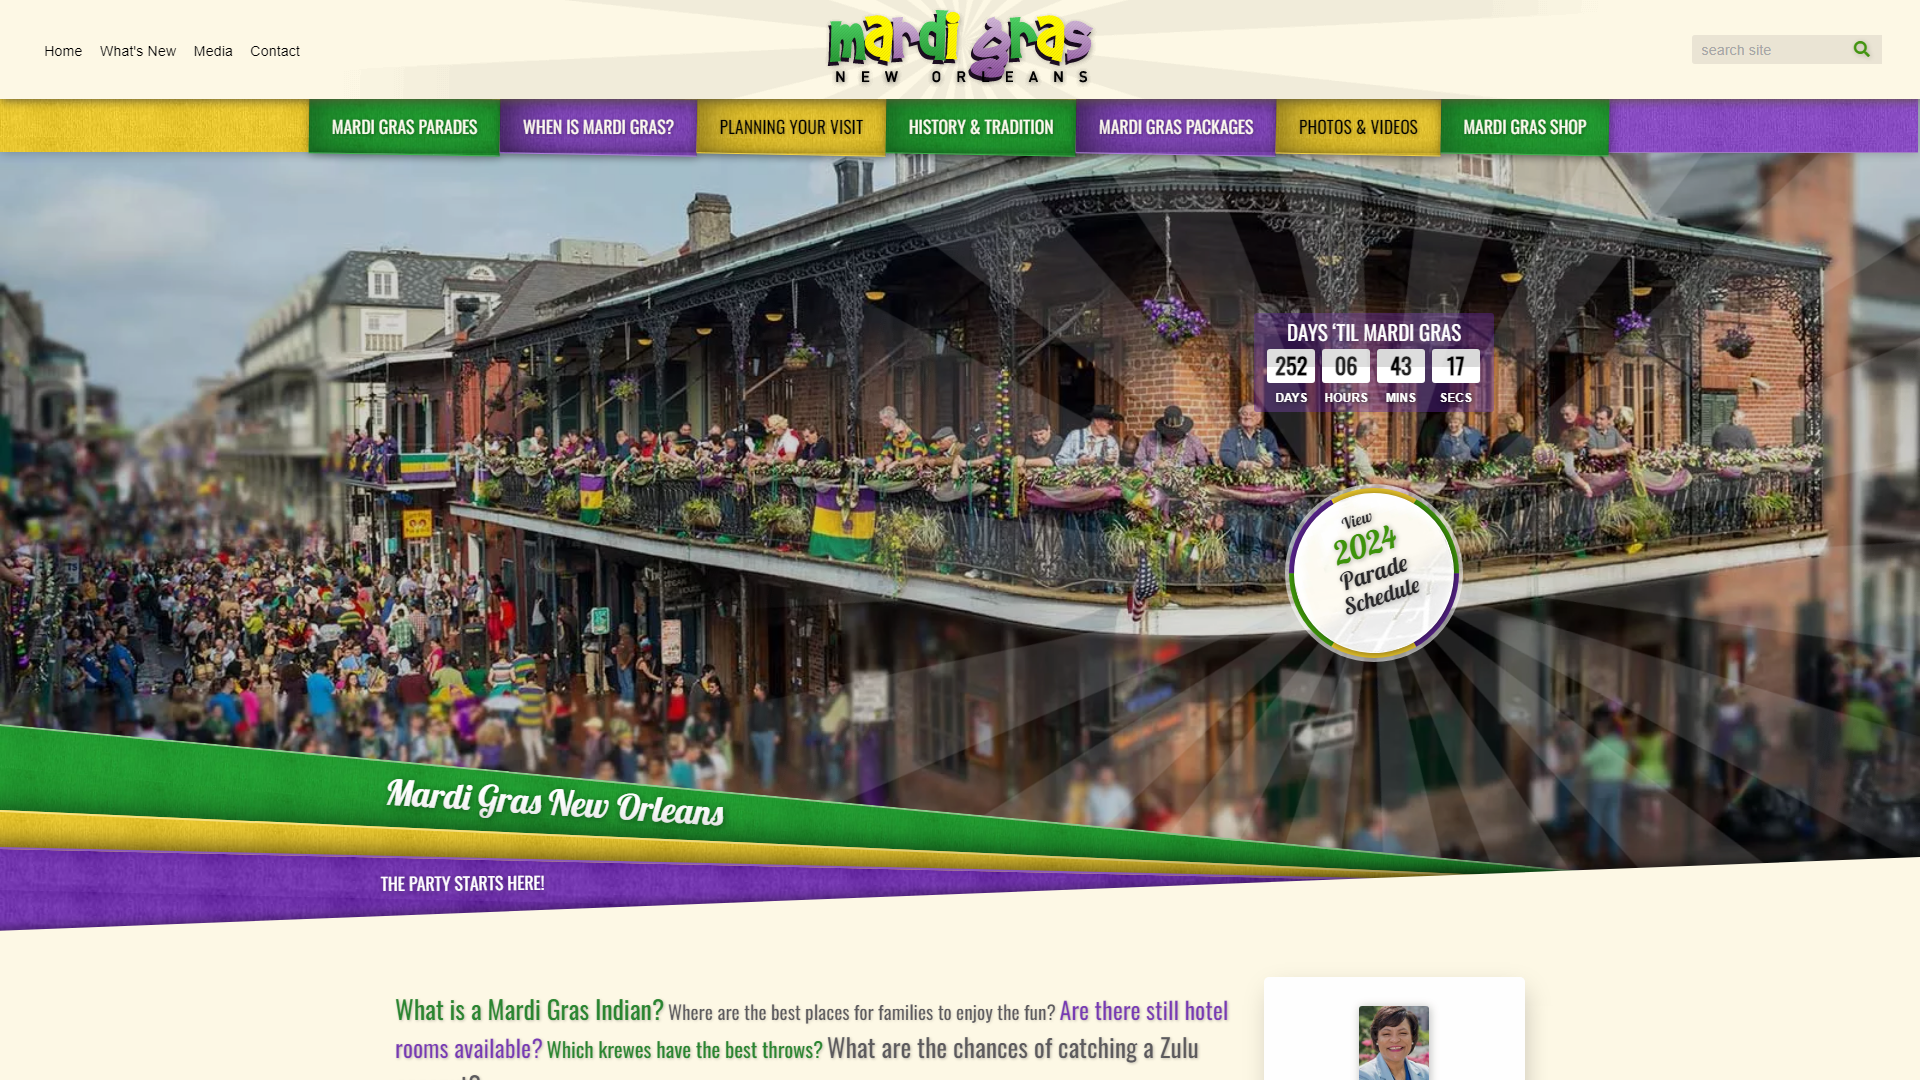 Home What's New Media Contact
mardi gras
NEW ORLEANS
search site
MARDI GRAS PARADES WHEN IS MARDI GRAS? PLANNING YOUR VISIT HISTORY & TRADITION MARDI GRAS PACKAGES PHOTOS & VIDEOS MARDI GRAS SHOP
DAYS ‘TIL MARDI GRAS
252 06 43 17
DAYS HOURS MINS SECS
View
2024
Parade
Schedule
Mardi Gras New Orleans
THE PARTY STARTS HERE!
What is a Mardi Gras Indian? Where are the best places for families to enjoy the fun? Are there still hotel
rooms available? Which krewes have the best throws? What are the chances of catching a Zulu